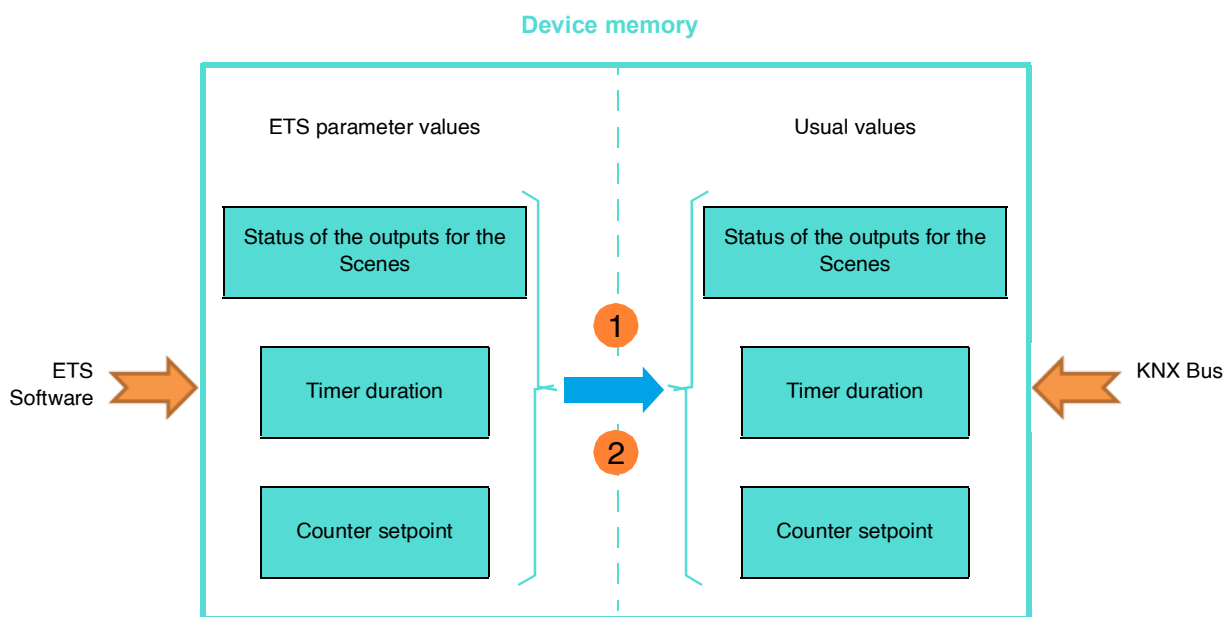 Device memory
ETS parameter values
Usual values
Status of the outputs for the
Scenes
Status of the outputs for the
Scenes
1
ETS
Software
Timer duration
Timer duration
KNX Bus
2
Counter setpoint
Counter setpoint